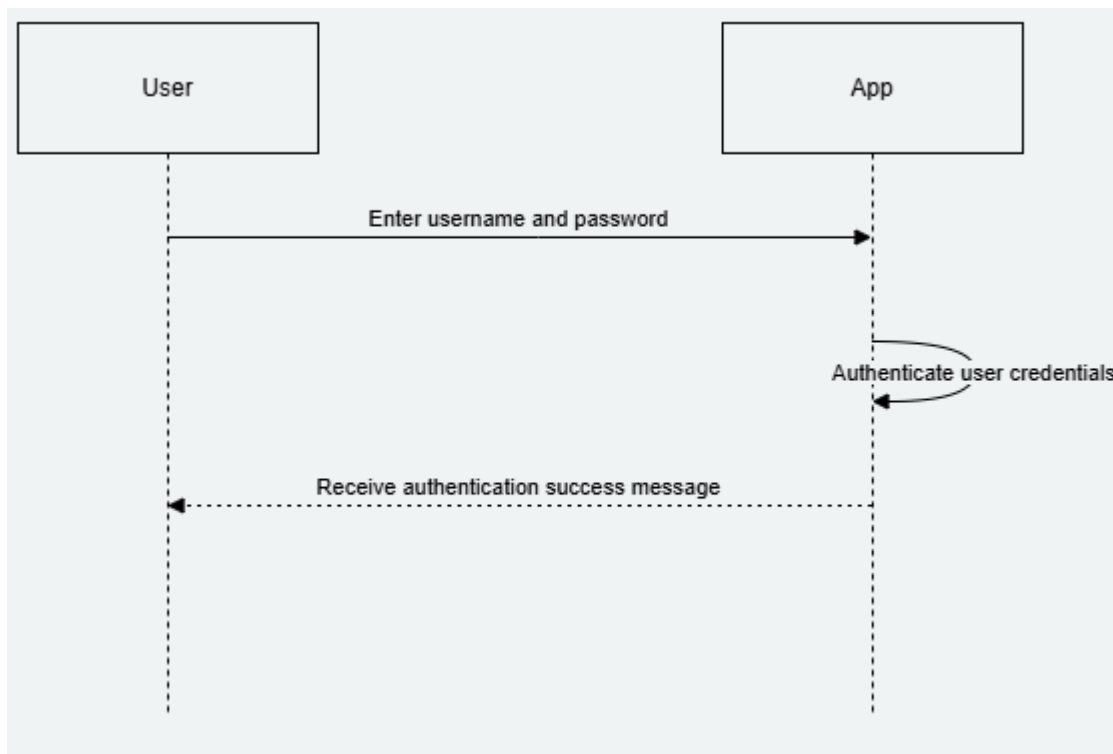 User
App
Enter username and password
Authenticate user credentials
Receive authentication success message